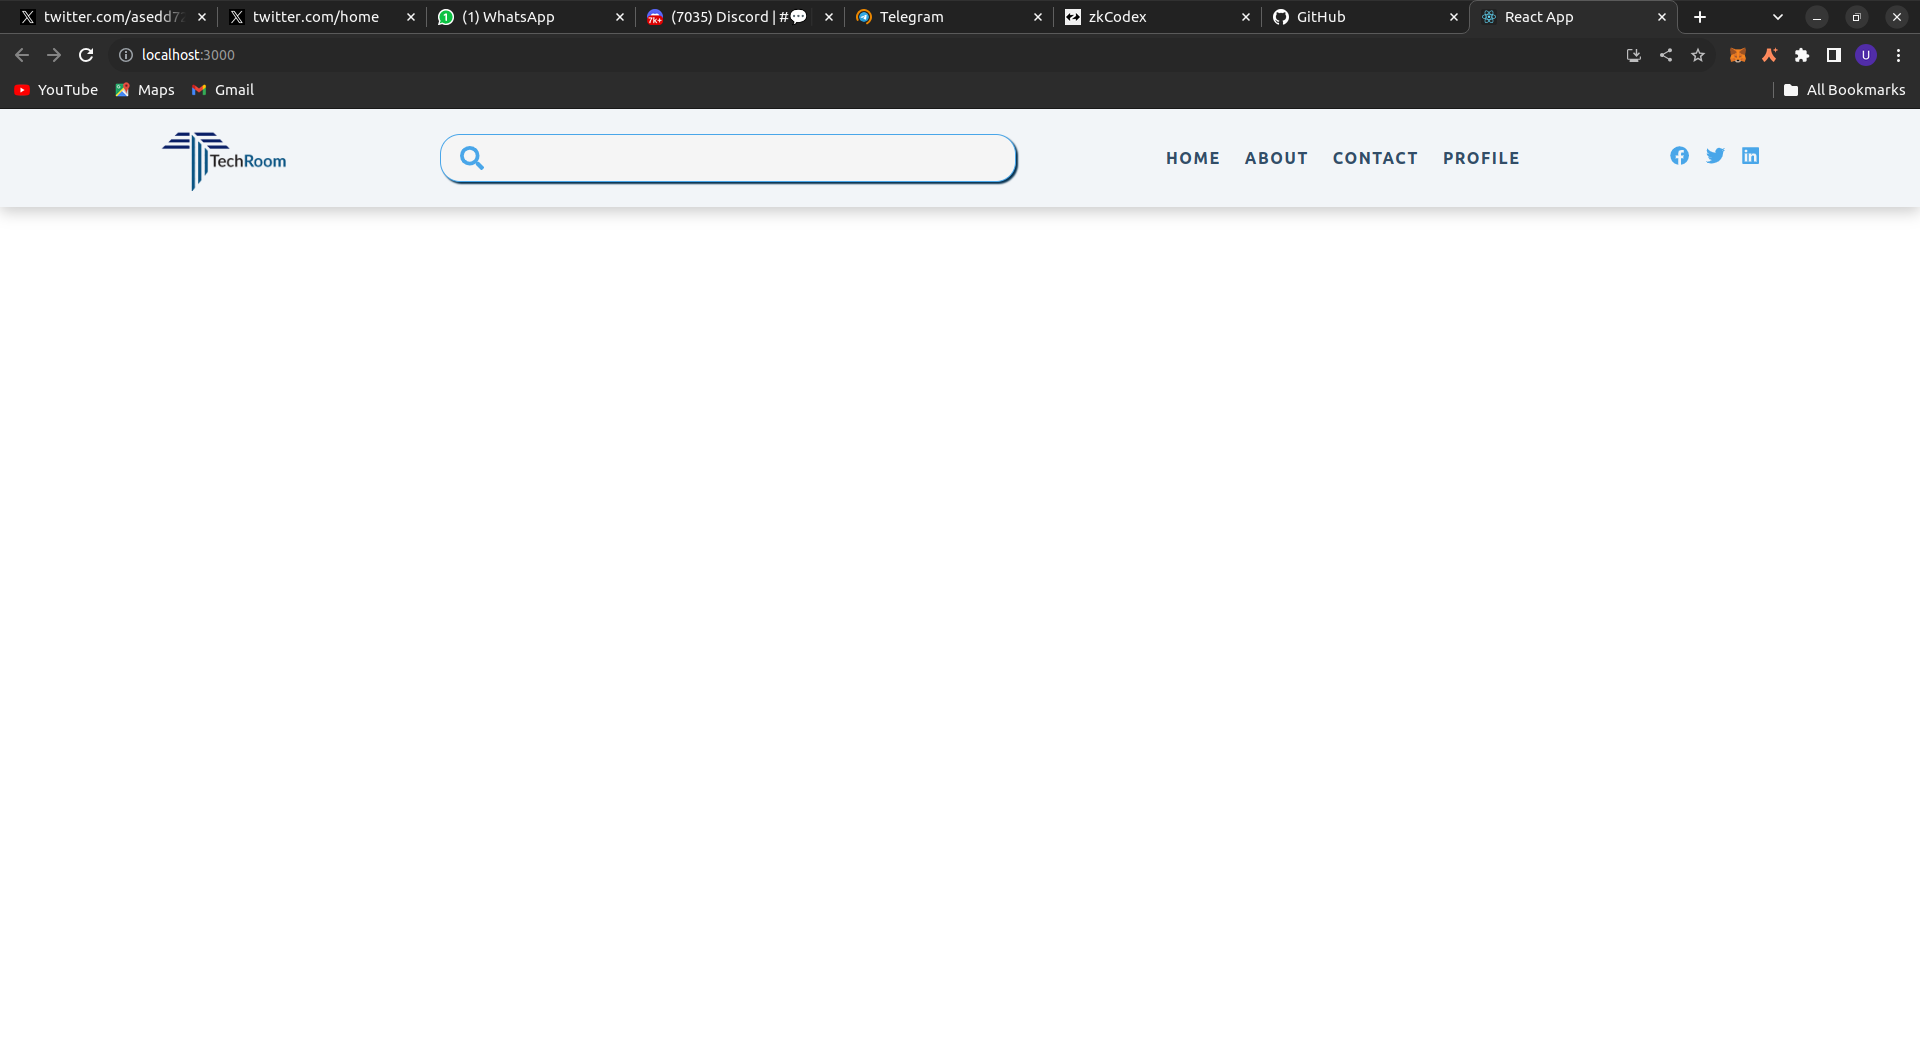 twitter.com/asedd72
twitter.com/home
(1) WhatsApp
(7035) Discord | #💬
Telegram
zkCodex
GitHub
React App
localhost:3000
U
YouTube
Maps
Gmail
All Bookmarks
TechRoom
HOME
ABOUT
CONTACT
PROFILE